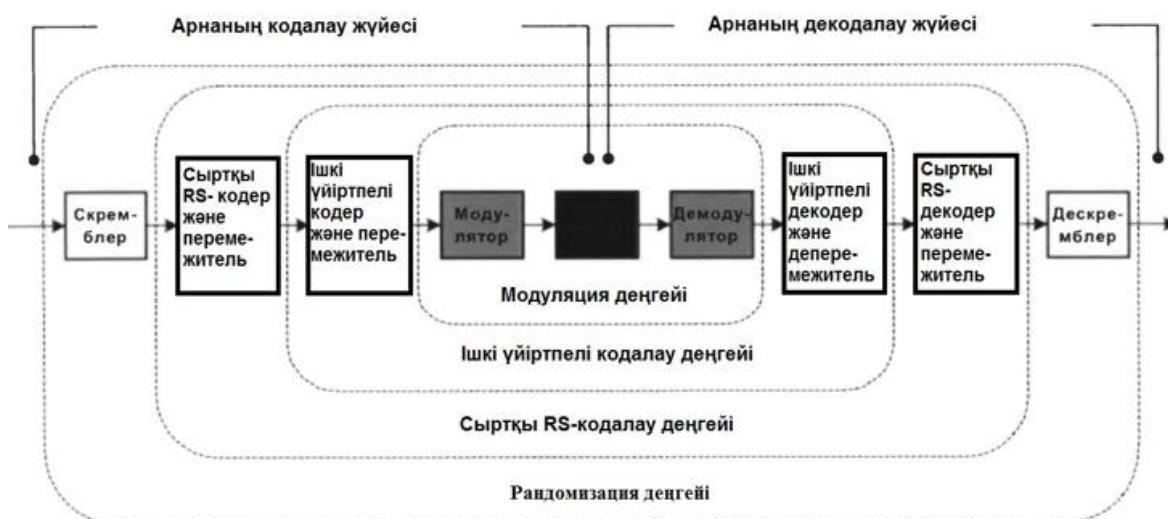 Арнаның кодалау жүйесі
Арнаның декодалау жүйесі
Скрем-
блер
Сыртқы
RS- кодер
және
переме-
житель
Ішкі
үйіртпелі
кодер
және пере-
межитель
Моду-
лятор
Демоду-
лятор
Ішкі
үйіртпелі
декодер
және
деперем-
межитель
Сыртқы
RS-
декодер
және
переме-
житель
Дескре-
мблер
Модуляция деңгейі
Ішкі үйіртпелі кодалау деңгейі
Сыртқы RS-кодалау деңгейі
Рандомизация деңгейі